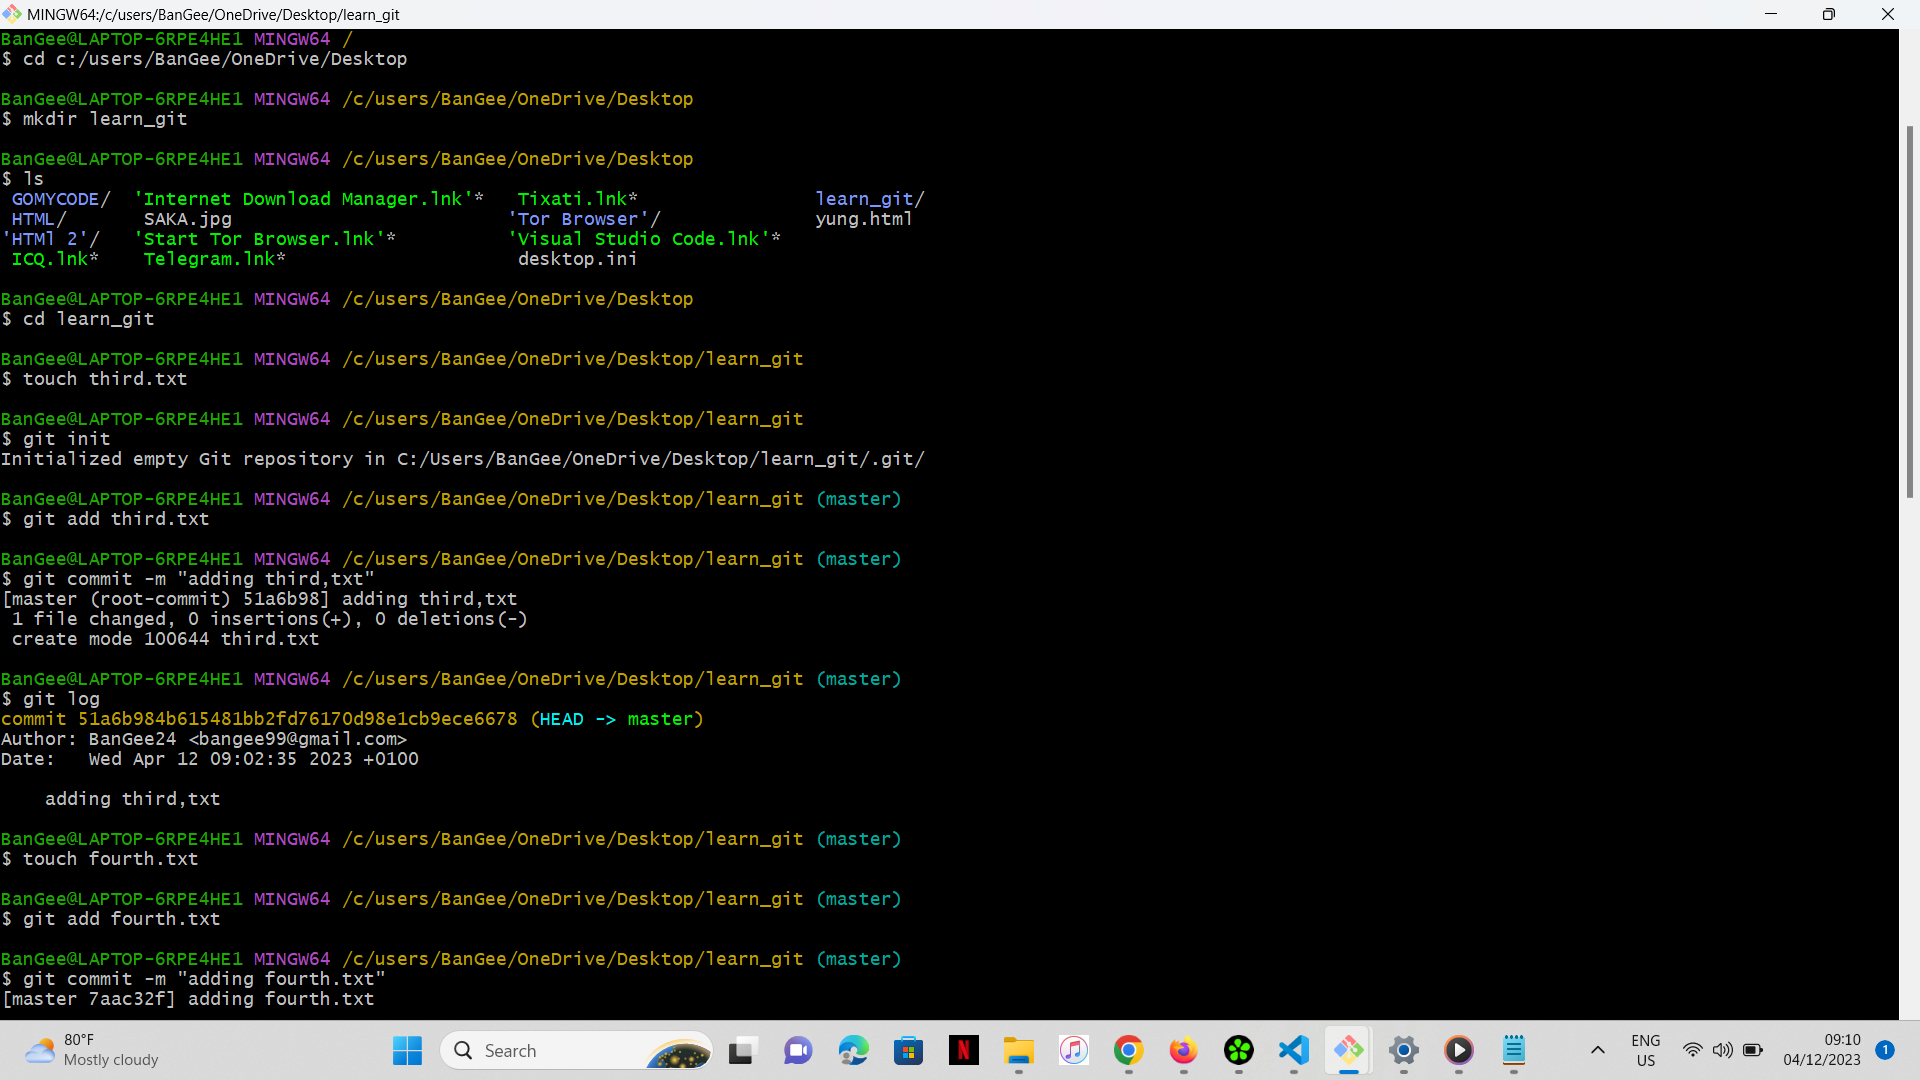 MINGW64:/c/users/BanGee/OneDrive/Desktop/learn_git
BanGee@LAPTOP-6RPE4HE1 MINGW64 /
$ cd c:/users/BanGee/OneDrive/Desktop
BanGee@LAPTOP-6RPE4HE1 MINGW64 /c/users/BanGee/OneDrive/Desktop
$ mkdir learn_git
BanGee@LAPTOP-6RPE4HE1 MINGW64 /c/users/BanGee/OneDrive/Desktop
$ ls
GOMYCODE/ 'Internet Download Manager.lnk'* Tixati.lnk* learn_git/
HTML/ SAKA.jpg 'Tor Browser'/ yung.html
'HTMl 2'/ 'Start Tor Browser.lnk'* 'Visual Studio Code.lnk'*
ICQ.lnk* Telegram.lnk* desktop.ini
BanGee@LAPTOP-6RPE4HE1 MINGW64 /c/users/BanGee/OneDrive/Desktop
$ cd learn_git
BanGee@LAPTOP-6RPE4HE1 MINGW64 /c/users/BanGee/OneDrive/Desktop/learn_git
$ touch third.txt
BanGee@LAPTOP-6RPE4HE1 MINGW64 /c/users/BanGee/OneDrive/Desktop/learn_git
$ git init
Initialized empty Git repository in C:/Users/BanGee/OneDrive/Desktop/learn_git/.git/
BanGee@LAPTOP-6RPE4HE1 MINGW64 /c/users/BanGee/OneDrive/Desktop/learn_git (master)
$ git add third.txt
BanGee@LAPTOP-6RPE4HE1 MINGW64 /c/users/BanGee/OneDrive/Desktop/learn_git (master)
$ git commit -m "adding third,txt"
[master (root-commit) 51a6b98] adding third,txt
1 file changed, 0 insertions(+), 0 deletions(-)
create mode 100644 third.txt
BanGee@LAPTOP-6RPE4HE1 MINGW64 /c/users/BanGee/OneDrive/Desktop/learn_git (master)
$ git log
commit 51a6b984b615481bb2fd76170d98e1cb9ece6678 (HEAD -> master)
Author: BanGee24 <bangee99@gmail.com>
Date: Wed Apr 12 09:02:35 2023 +0100
adding third,txt
BanGee@LAPTOP-6RPE4HE1 MINGW64 /c/users/BanGee/OneDrive/Desktop/learn_git (master)
$ touch fourth.txt
BanGee@LAPTOP-6RPE4HE1 MINGW64 /c/users/BanGee/OneDrive/Desktop/learn_git (master)
$ git add fourth.txt
BanGee@LAPTOP-6RPE4HE1 MINGW64 /c/users/BanGee/OneDrive/Desktop/learn_git (master)
$ git commit -m "adding fourth.txt"
[master 7aac32f] adding fourth.txt
80°F
Mostly cloudy
Search
N
ENG
US
09:10
04/12/2023
1